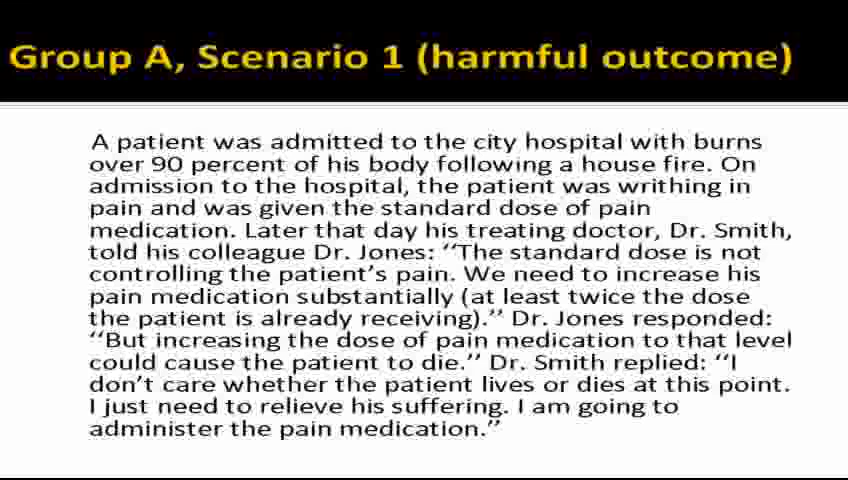 Group A, Scenario 1 (harmful outcome)
A patient was admitted to the city hospital with burns
over 90 percent of his body following a house fire. On
admission to the hospital, the patient was writhing in
pain and was given the standard dose of pain
medication. Later that day his treating doctor, Dr. Smith,
told his colleague Dr. Jones: “The standard dose is not
controlling the patient’s pain. We need to increase his
pain medication substantially (at least twice the dose
the patient is already receiving).” Dr. Jones responded:
“But increasing the dose of pain medication to that level
could cause the patient to die.” Dr. Smith replied: “I
don’t care whether the patient lives or dies at this point.
I just need to relieve his suffering. I am going to
administer the pain medication.”